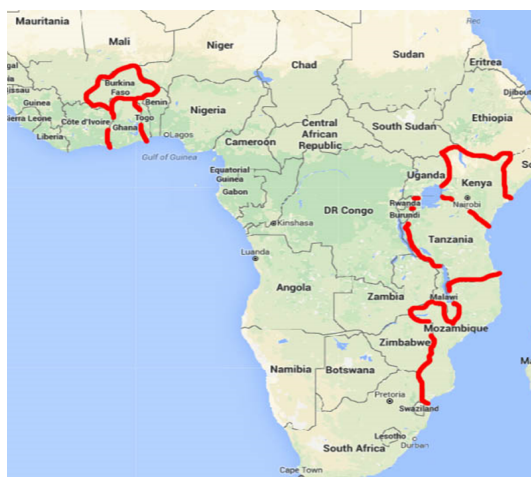 Mauritania
Mali
Niger
Chad
Sudan
Rec
Eritrea
Djibout
Burkina
Faso
Guinea
Benin
Togo
Ghana
Côte d'Ivoire
Sierra Leone
Liberia
Nigeria
Lagos
Gulf of Guinea
Cameroon
Central
African
Republic
South Sudan
Ethiopia
Equatorial
Guinea
Gabon
Uganda
Kenya
Nairobi
Rwanda
Burundi
DR Congo
Kinshasa
Tanzania
Luanda
Angola
Zambia
Malawi
Mozambique
Zimbabwe
Namibia
Botswana
Pretoria
Swaziland
Lesotho
Durban
South Africa
Cape Town